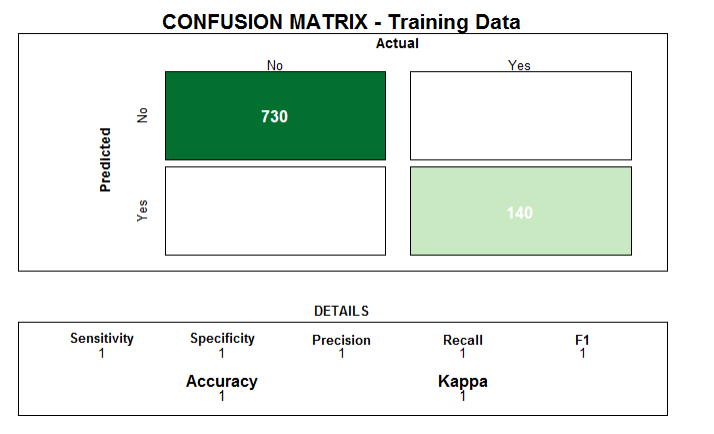 CONFUSION MATRIX - Training Data
Actual
No Yes
Predicted
No
730
Yes
140
DETAILS
Sensitivity Specificity Precision Recall F1
1 1 1 1 1
Accuracy Kappa
1 1